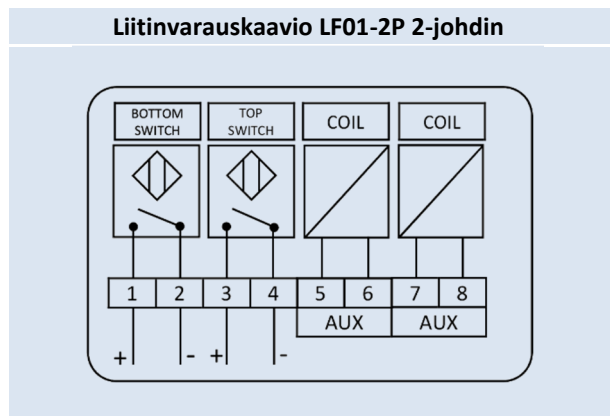 Liitinvarauskaavio LF01-2P 2-johdin
BOTTOM SWITCH
TOP SWITCH
COIL
COIL
1 2 3 4 5 6 7 8
AUX AUX
+ - + -